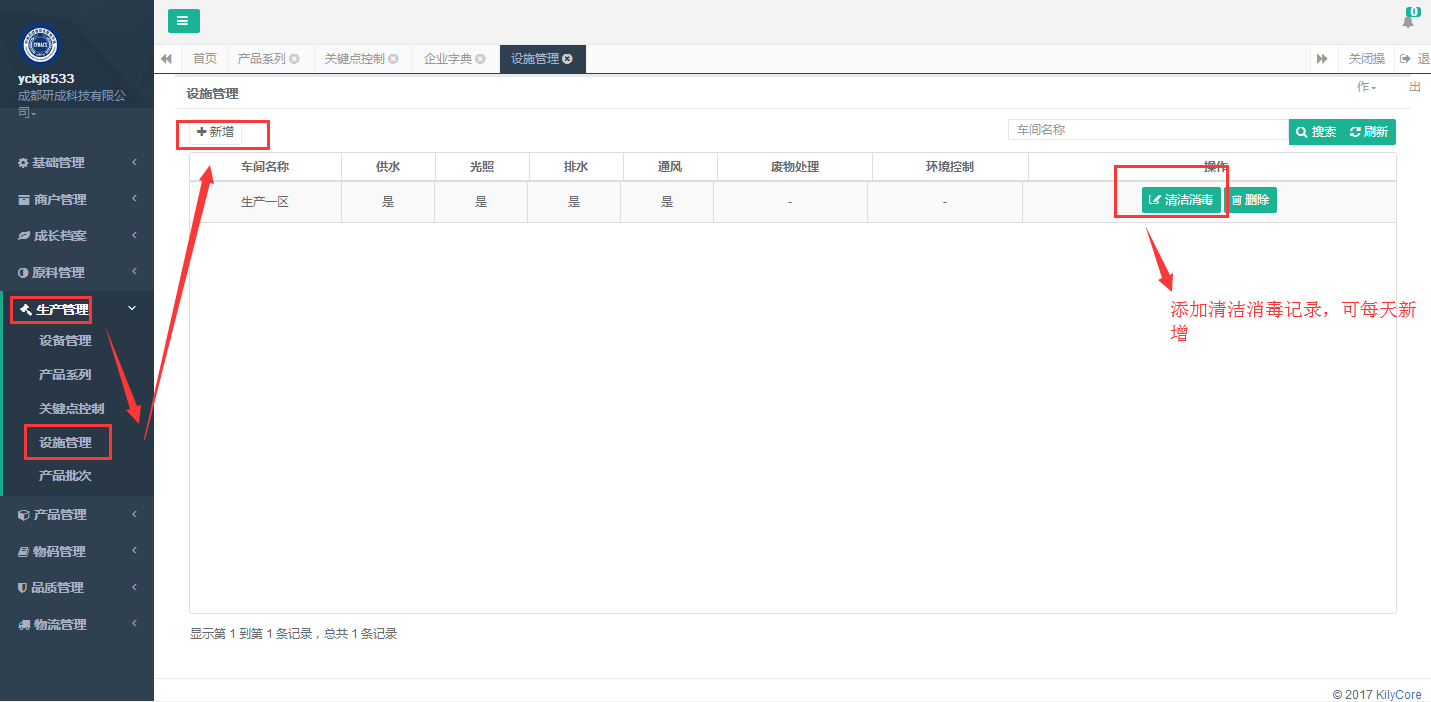 0
yckj8533
成都研成科技有限公
司
首页 产品系列 关键点控制 企业字典 设施管理 关闭操 退
作 出
设施管理
新增
车间名称 搜索 刷新
车间名称 供水 光照 排水 通风 废物处理 环境控制 操作
生产一区 是 是 是 是 - - 清洁消毒 删除
添加清洁消毒记录，可每天新
增
基础管理
商户管理
成长档案
原料管理
生产管理
设备管理
产品系列
关键点控制
设施管理
产品批次
产品管理
物码管理
品质管理
物流管理
显示第 1 到第 1 条记录，总共 1 条记录
© 2017 KilyCore